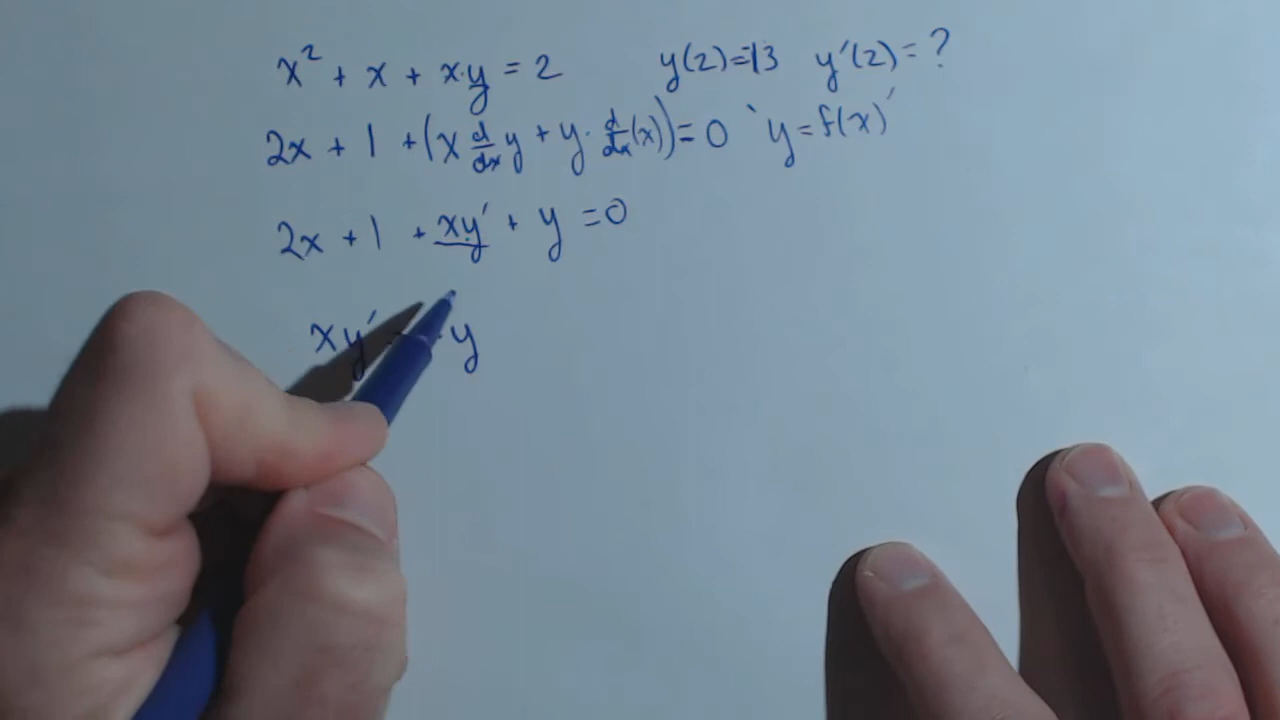 x² + x + x·y = 2 y(2)=-13 y'(2) = ?
2x + 1 + (x d/dx y + y· d/dx (x)) = 0 `y = f(x)'
2x + 1 + xy' + y = 0
xy' y